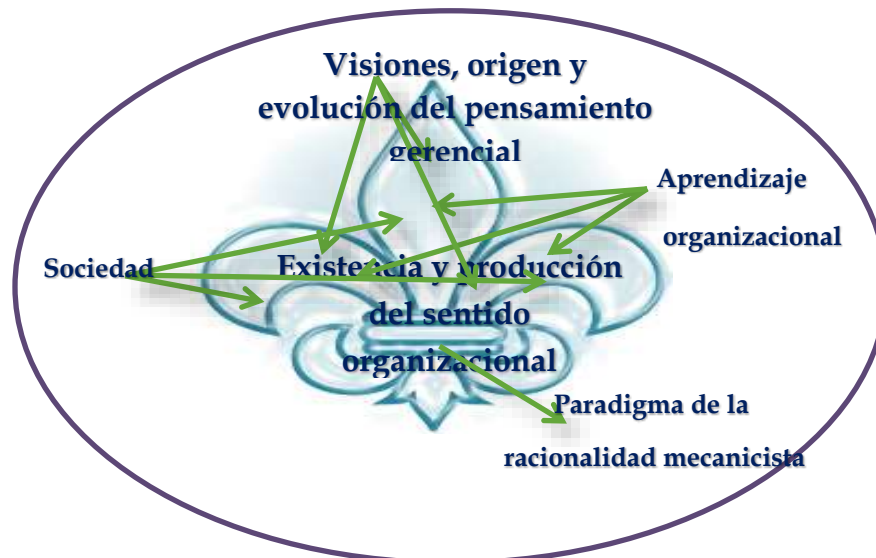 Visiones, origen y
evolución del pensamiento
gerencial
Aprendizaje
organizacional
Sociedad
Existencia y producción
del sentido
organizacional
Paradigma de la
racionalidad mecanicista